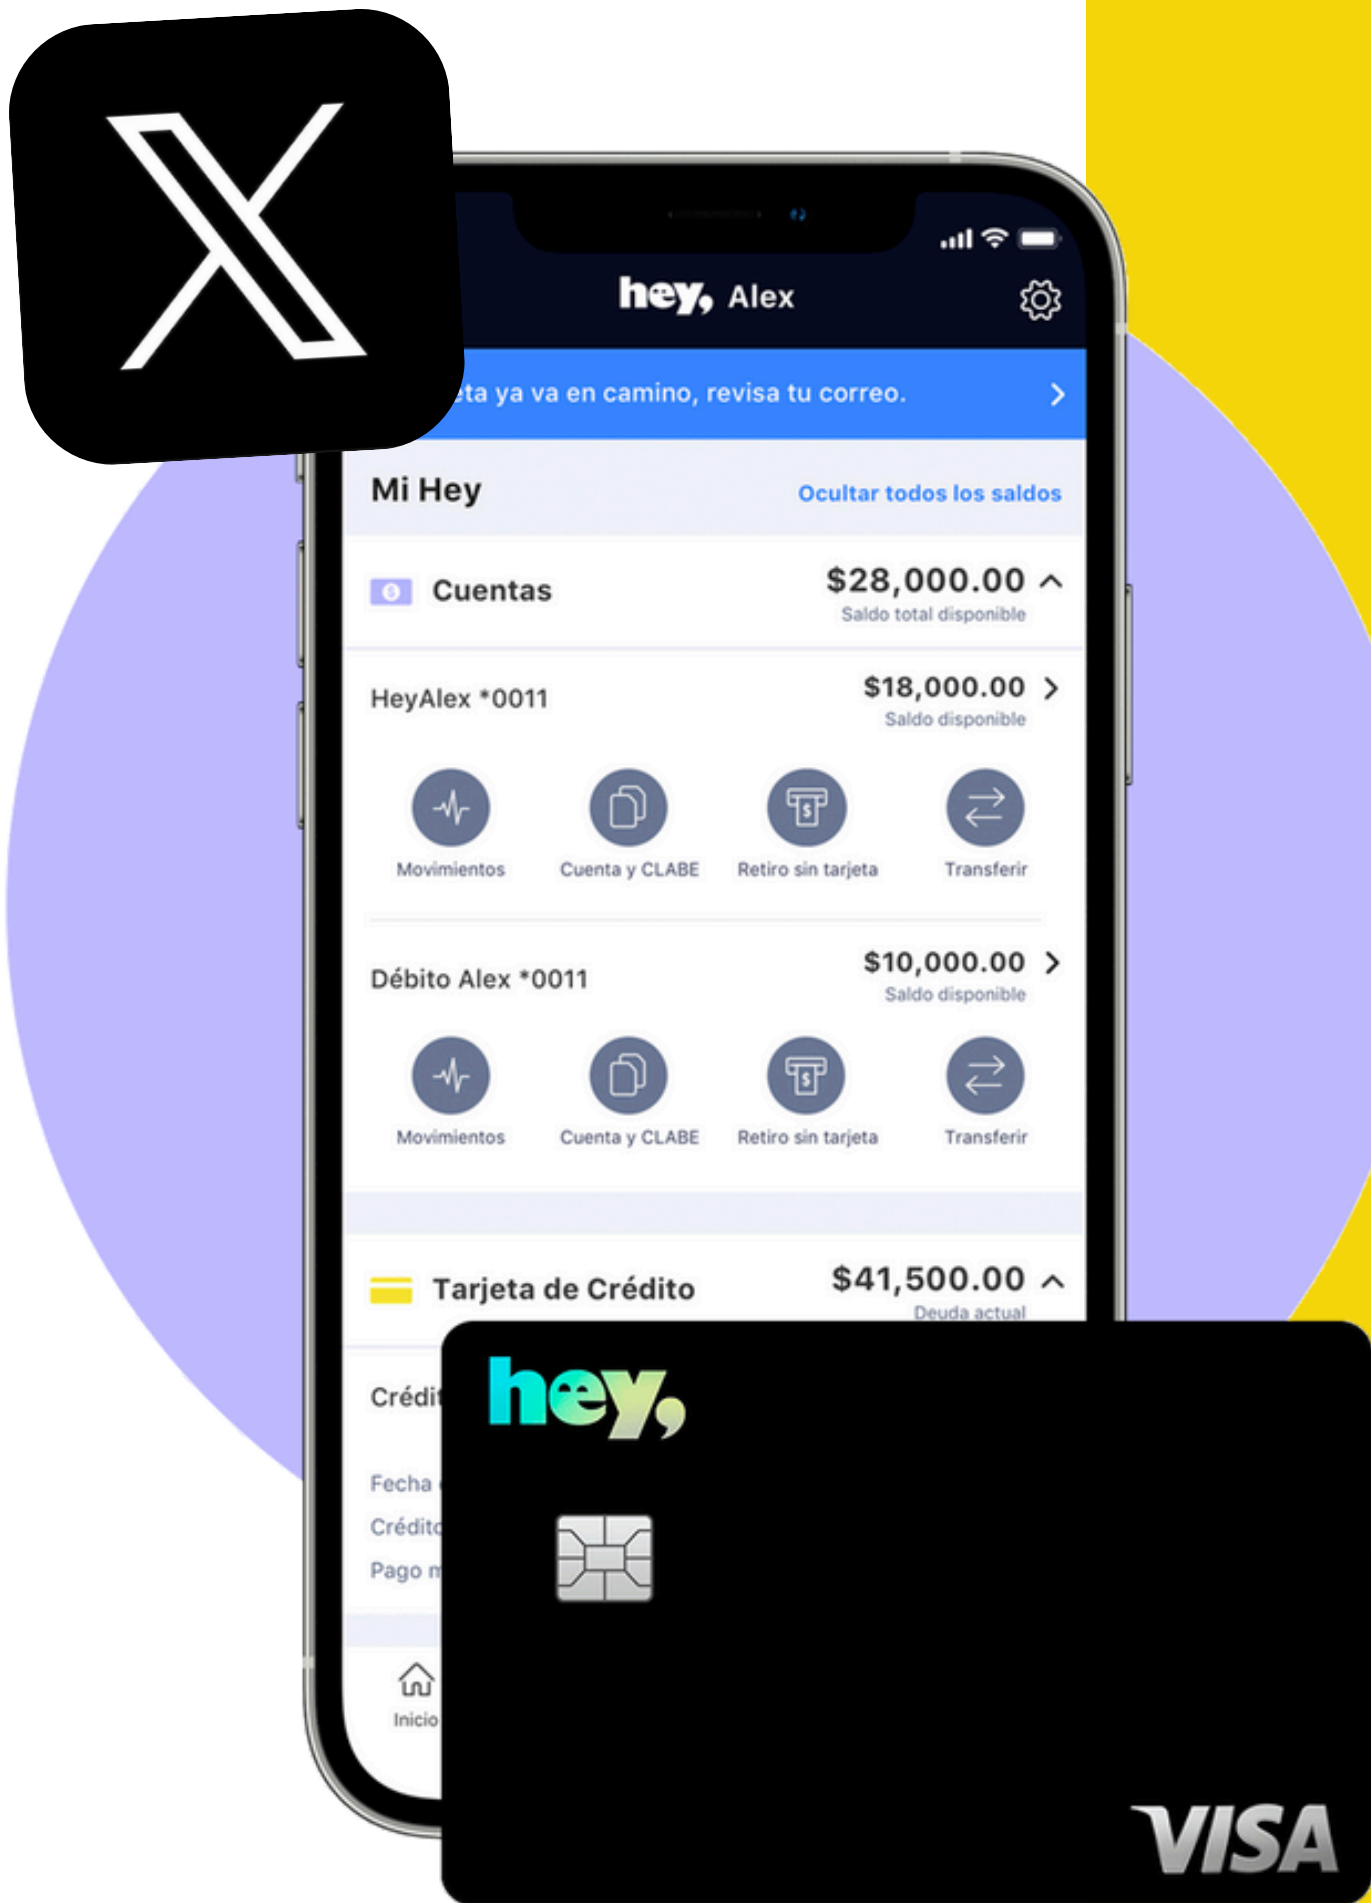 X
hey, Alex
ta ya va en camino, revisa tu correo.
Mi Hey
Ocultar todos los saldos
Cuentas
$28,000.00
Saldo total disponible
HeyAlex *0011
$18,000.00
Saldo disponible
Movimientos
Cuenta y CLABE
Retiro sin tarjeta
Transferir
Débito Alex *0011
$10,000.00
Saldo disponible
Movimientos
Cuenta y CLABE
Retiro sin tarjeta
Transferir
Tarjeta de Crédito
$41,500.00
Deuda actual
Crédit
hey,
Fecha
Crédito
Pago m
Inicio
VISA